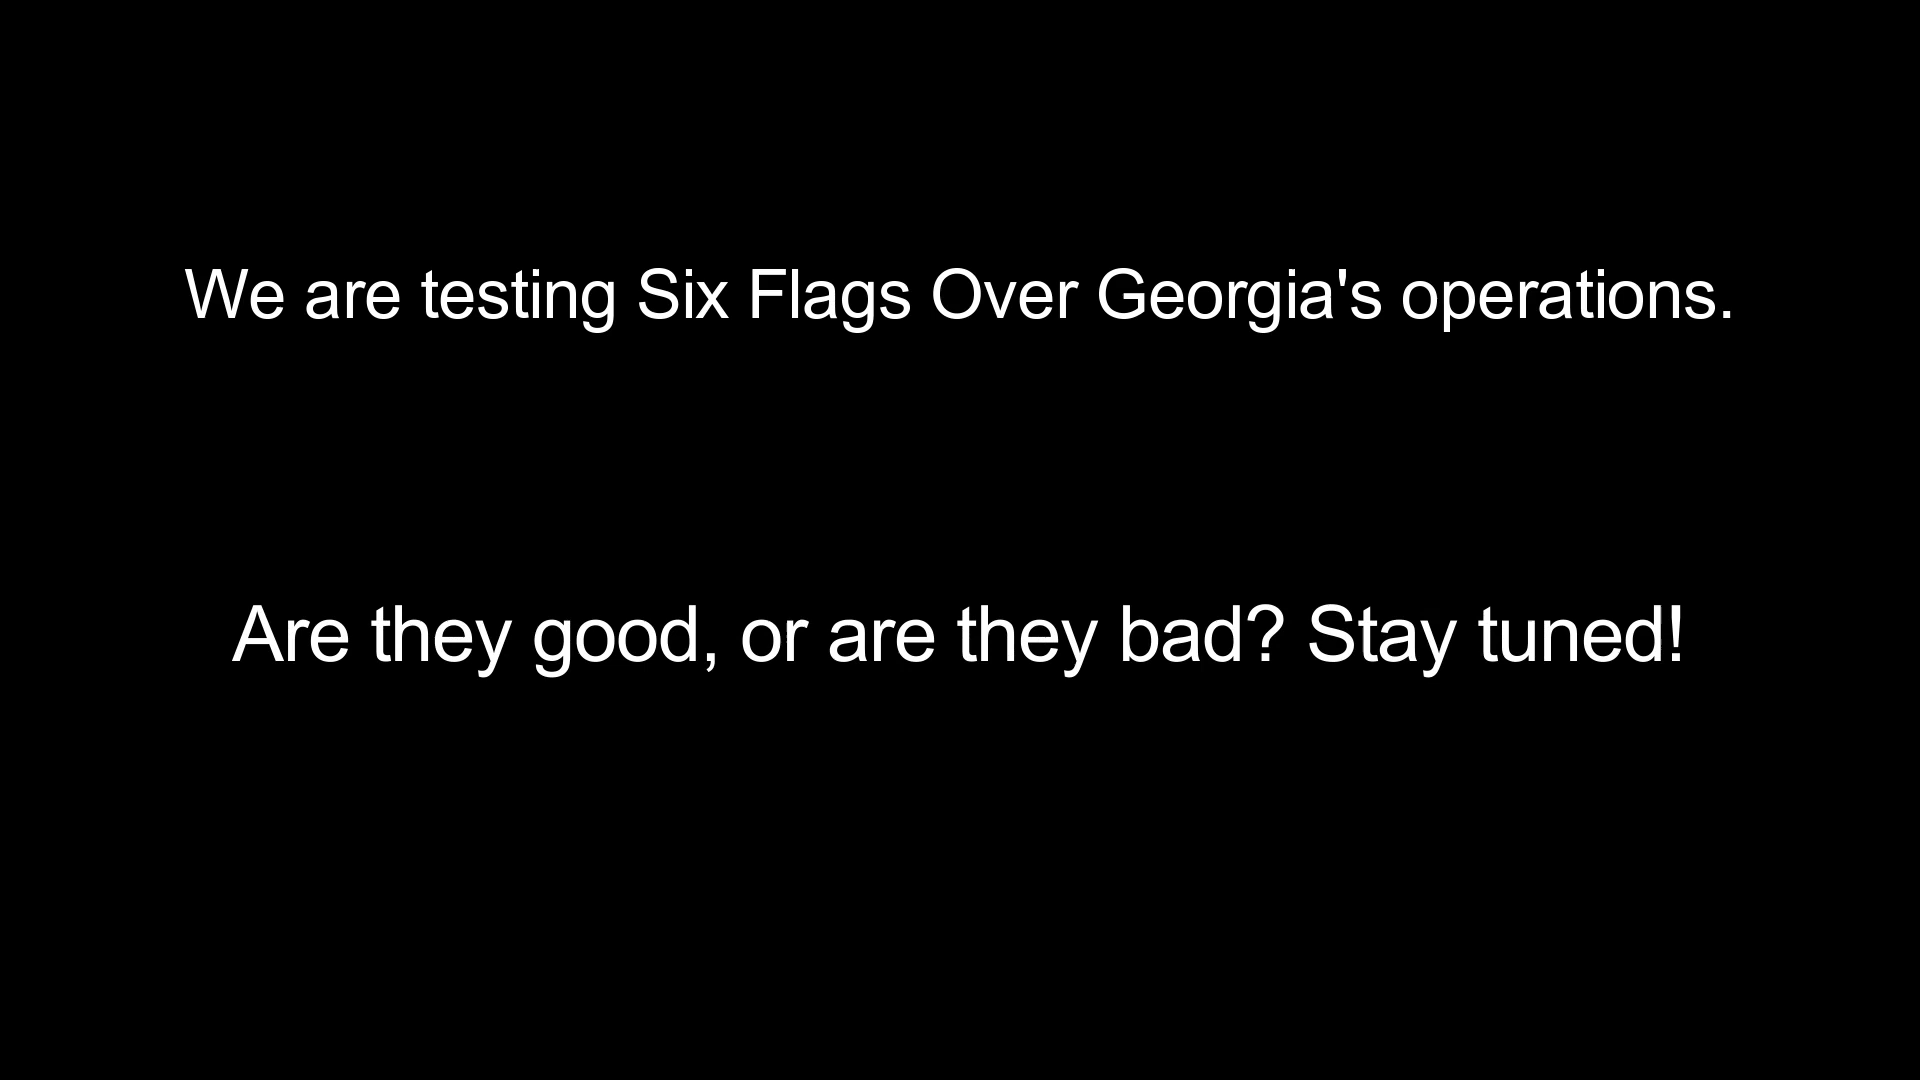 We are testing Six Flags Over Georgia's operations.
Are they good, or are they bad? Stay tuned!